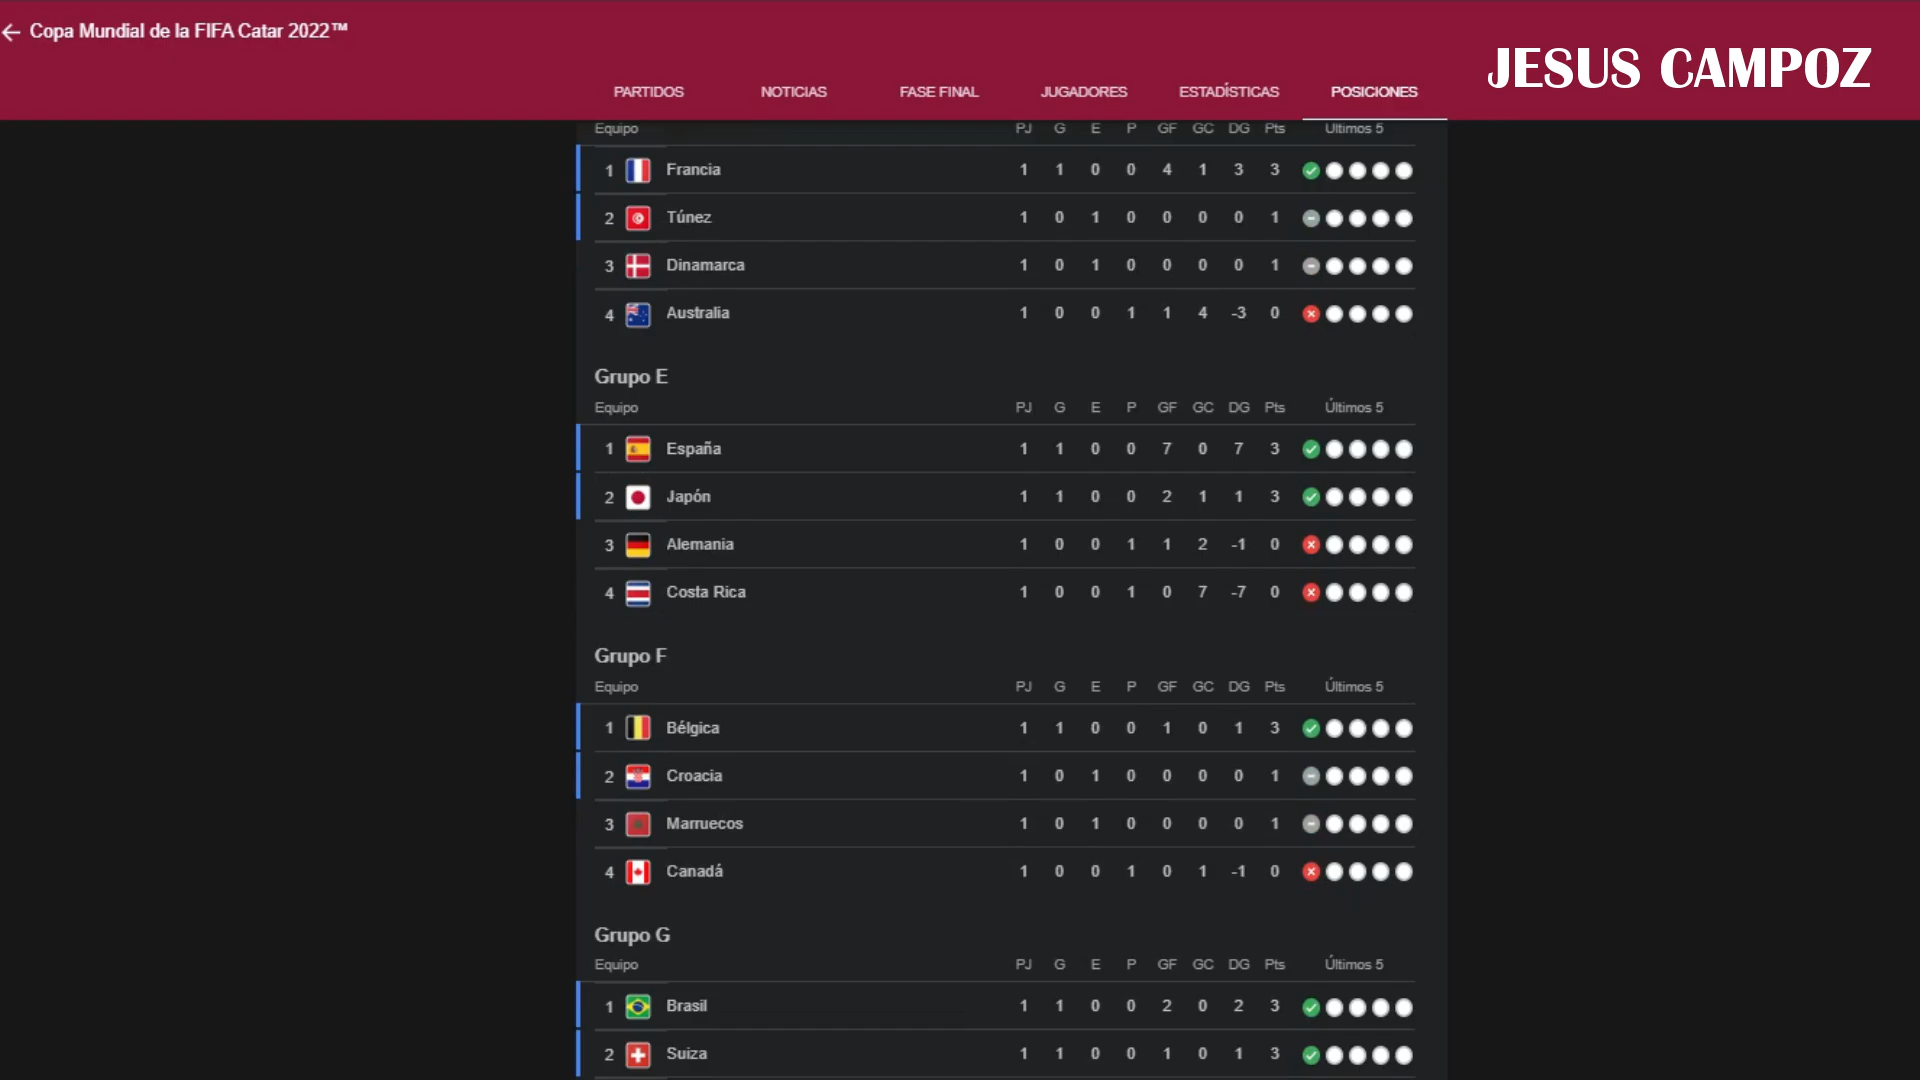 Copa Mundial de la FIFA Catar 2022™
JESUS CAMPOZ
PARTIDOS NOTICIAS FASE FINAL JUGADORES ESTADÍSTICAS POSICIONES
Equipo PJ G E P GF GC DG Pts Últimos 5
1 Francia 1 1 0 0 4 1 3 3
2 Túnez 1 0 1 0 0 0 0 1
3 Dinamarca 1 0 1 0 0 0 0 1
4 Australia 1 0 0 1 1 4 -3 0
Grupo E
Equipo PJ G E P GF GC DG Pts Últimos 5
1 España 1 1 0 0 7 0 7 3
2 Japón 1 1 0 0 2 1 1 3
3 Alemania 1 0 0 1 1 2 -1 0
4 Costa Rica 1 0 0 1 0 7 -7 0
Grupo F
Equipo PJ G E P GF GC DG Pts Últimos 5
1 Bélgica 1 1 0 0 1 0 1 3
2 Croacia 1 0 1 0 0 0 0 1
3 Marruecos 1 0 1 0 0 0 0 1
4 Canadá 1 0 0 1 0 1 -1 0
Grupo G
Equipo PJ G E P GF GC DG Pts Últimos 5
1 Brasil 1 1 0 0 2 0 2 3
2 Suiza 1 1 0 0 1 0 1 3